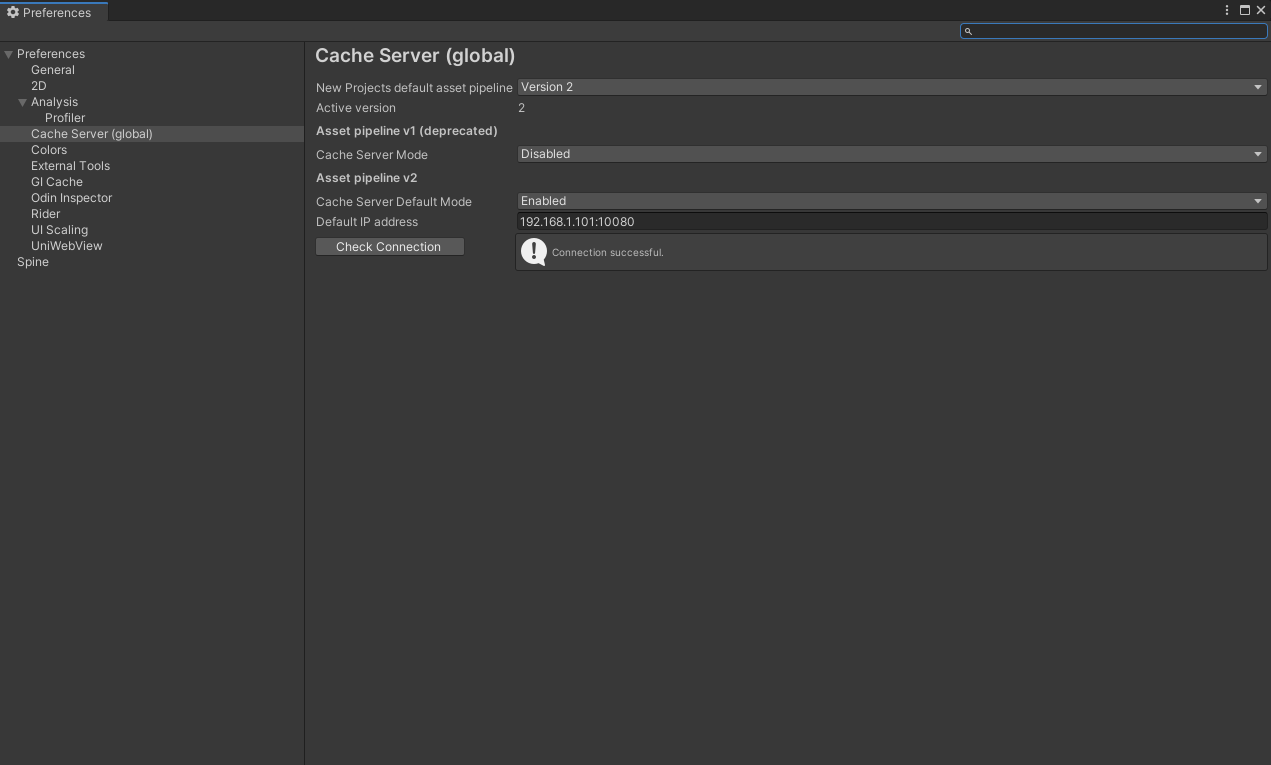 Preferences
Preferences
General
2D
Analysis
Profiler
Cache Server (global)
Colors
External Tools
GI Cache
Odin Inspector
Rider
UI Scaling
UniWebView
Spine
Cache Server (global)
New Projects default asset pipeline Version 2
Active version 2
Asset pipeline v1 (deprecated)
Cache Server Mode Disabled
Asset pipeline v2
Cache Server Default Mode Enabled
Default IP address 192.168.1.101:10080
Check Connection Connection successful.